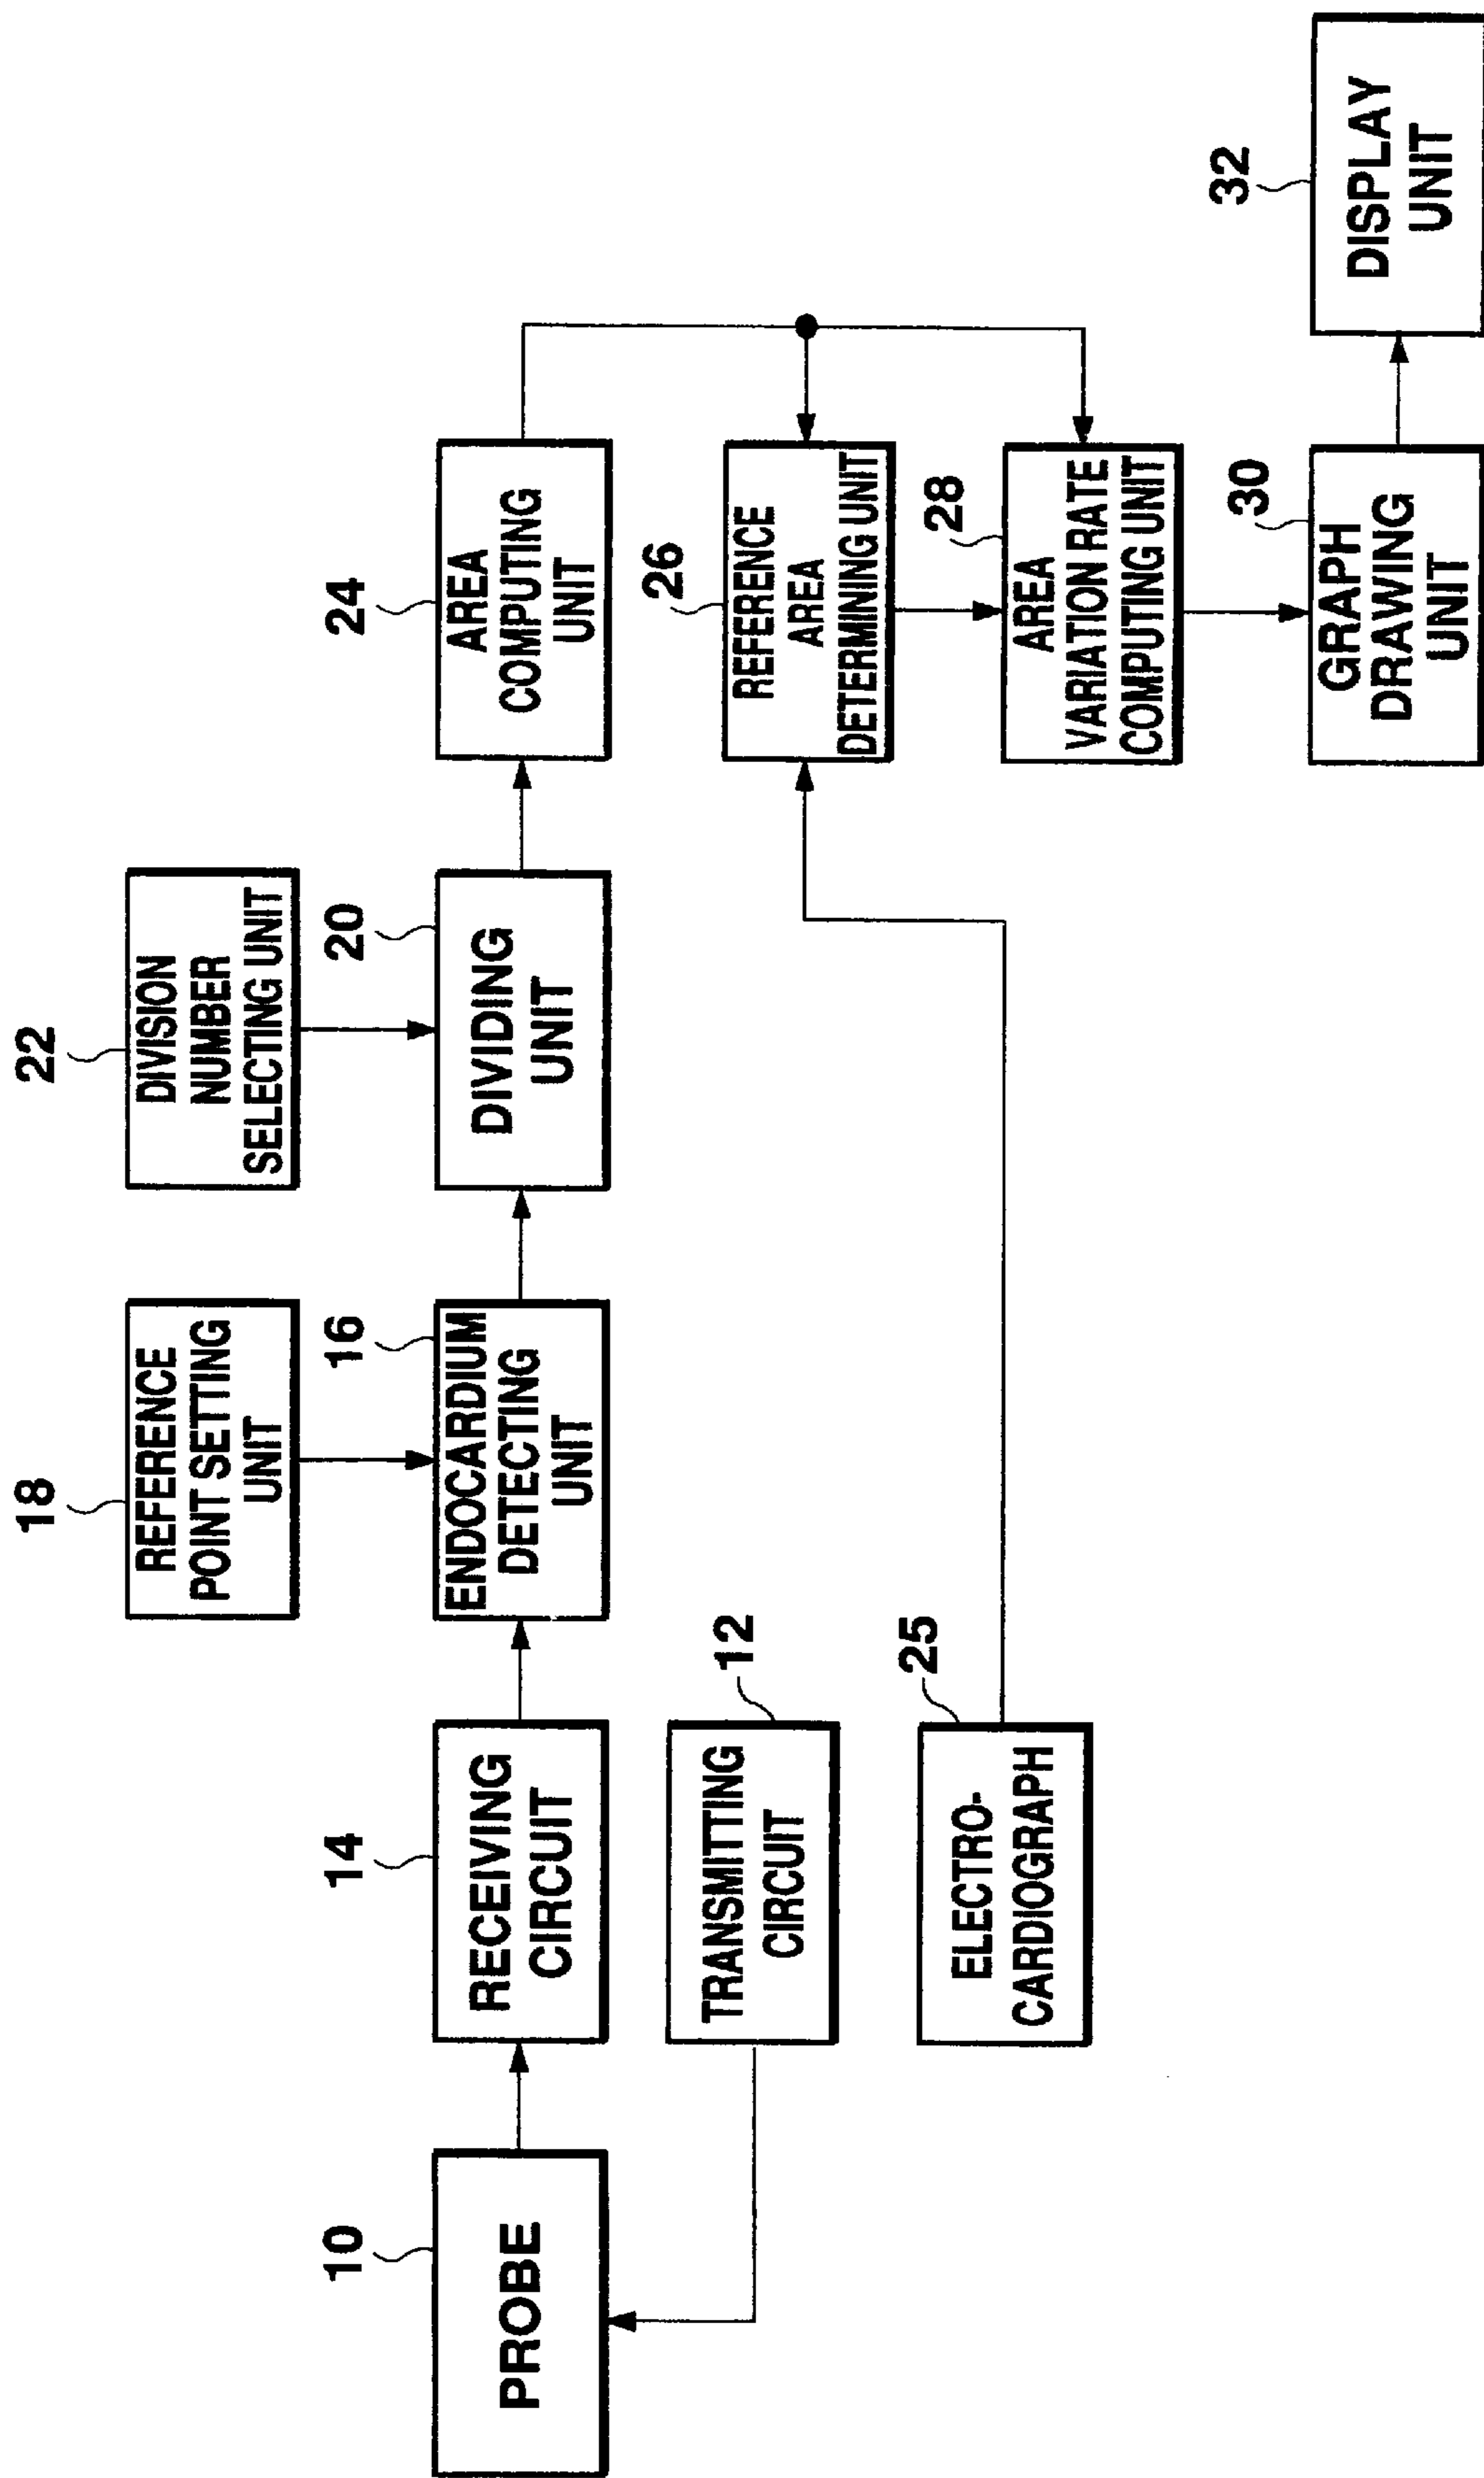 22
DIVISION
NUMBER
SELECTING UNIT
18
REFERENCE
POINT SETTING
UNIT
10
PROBE
14
RECEIVING
CIRCUIT
16
ENDOCARDIUM
DETECTING
UNIT
20
DIVIDING
UNIT
24
AREA
COMPUTING
UNIT
12
TRANSMITTING
CIRCUIT
26
REFERENCE
AREA
DETERMINING UNIT
25
ELECTRO-
CARDIOGRAPH
28
AREA
VARIATION RATE
COMPUTING UNIT
30
GRAPH
DRAWING
UNIT
32
DISPLAY
UNIT